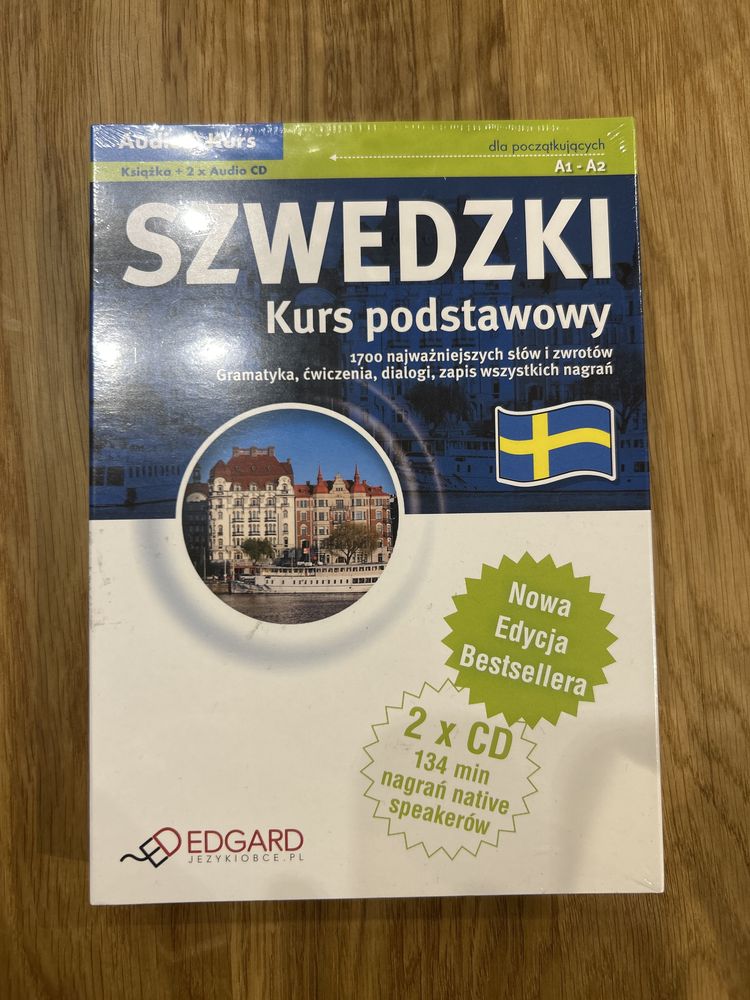 Audio Kurs
dla początkujących
Książka + 2 x Audio CD
A1 - A2
SZWEDZKI
Kurs podstawowy
1700 najważniejszych słów i zwrotów
Gramatyka, ćwiczenia, dialogi, zapis wszystkich nagrań
Nowa
Edycja
Bestsellera
2 x CD
134 min
nagrań native
speakerów
EDGARD
JEZYKIOBCE.PL